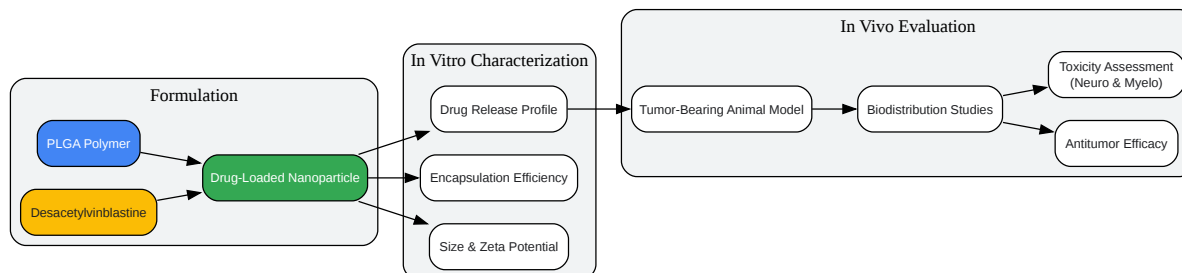 Formulation
PLGA Polymer
Desacetylvinblastine
Drug-Loaded Nanoparticle
In Vitro Characterization
Drug Release Profile
Encapsulation Efficiency
Size & Zeta Potential
In Vivo Evaluation
Tumor-Bearing Animal Model
Biodistribution Studies
Toxicity Assessment
(Neuro & Myelo)
Antitumor Efficacy